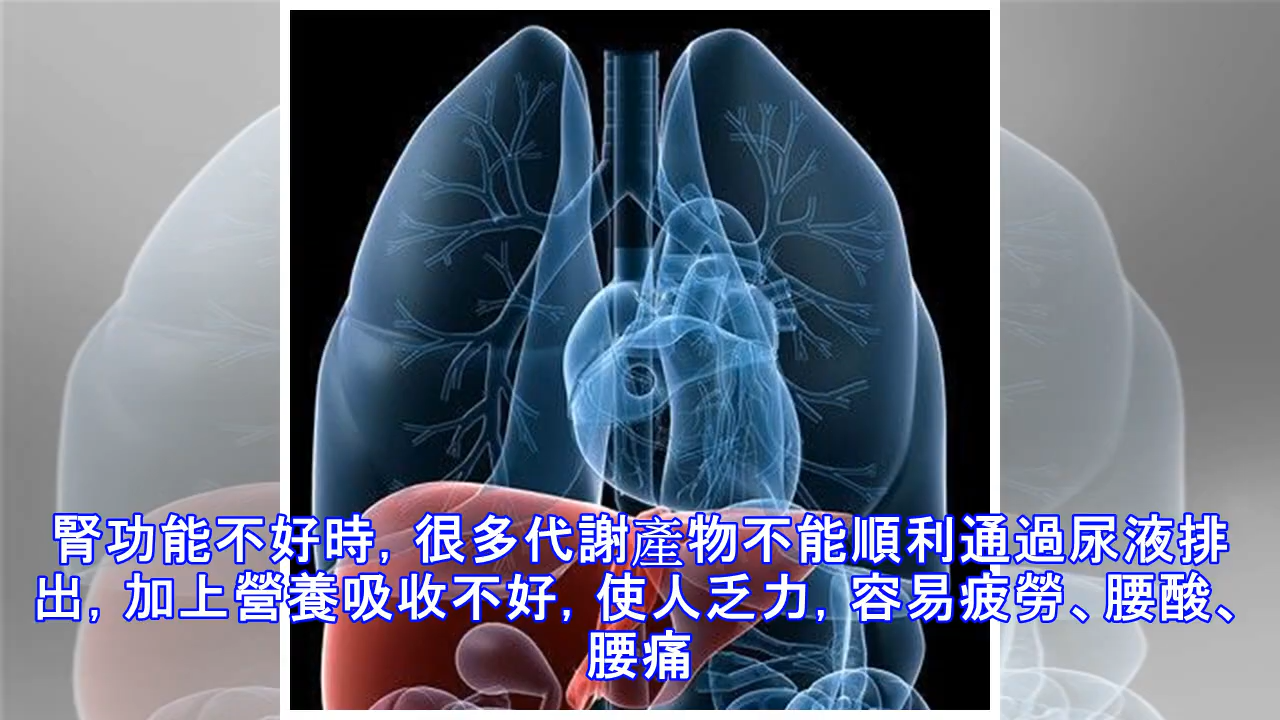 腎功能不好時, 很多代謝產物不能順利通過尿液排
出, 加上營養吸收不好, 使人乏力, 容易疲勞、腰酸、
腰痛